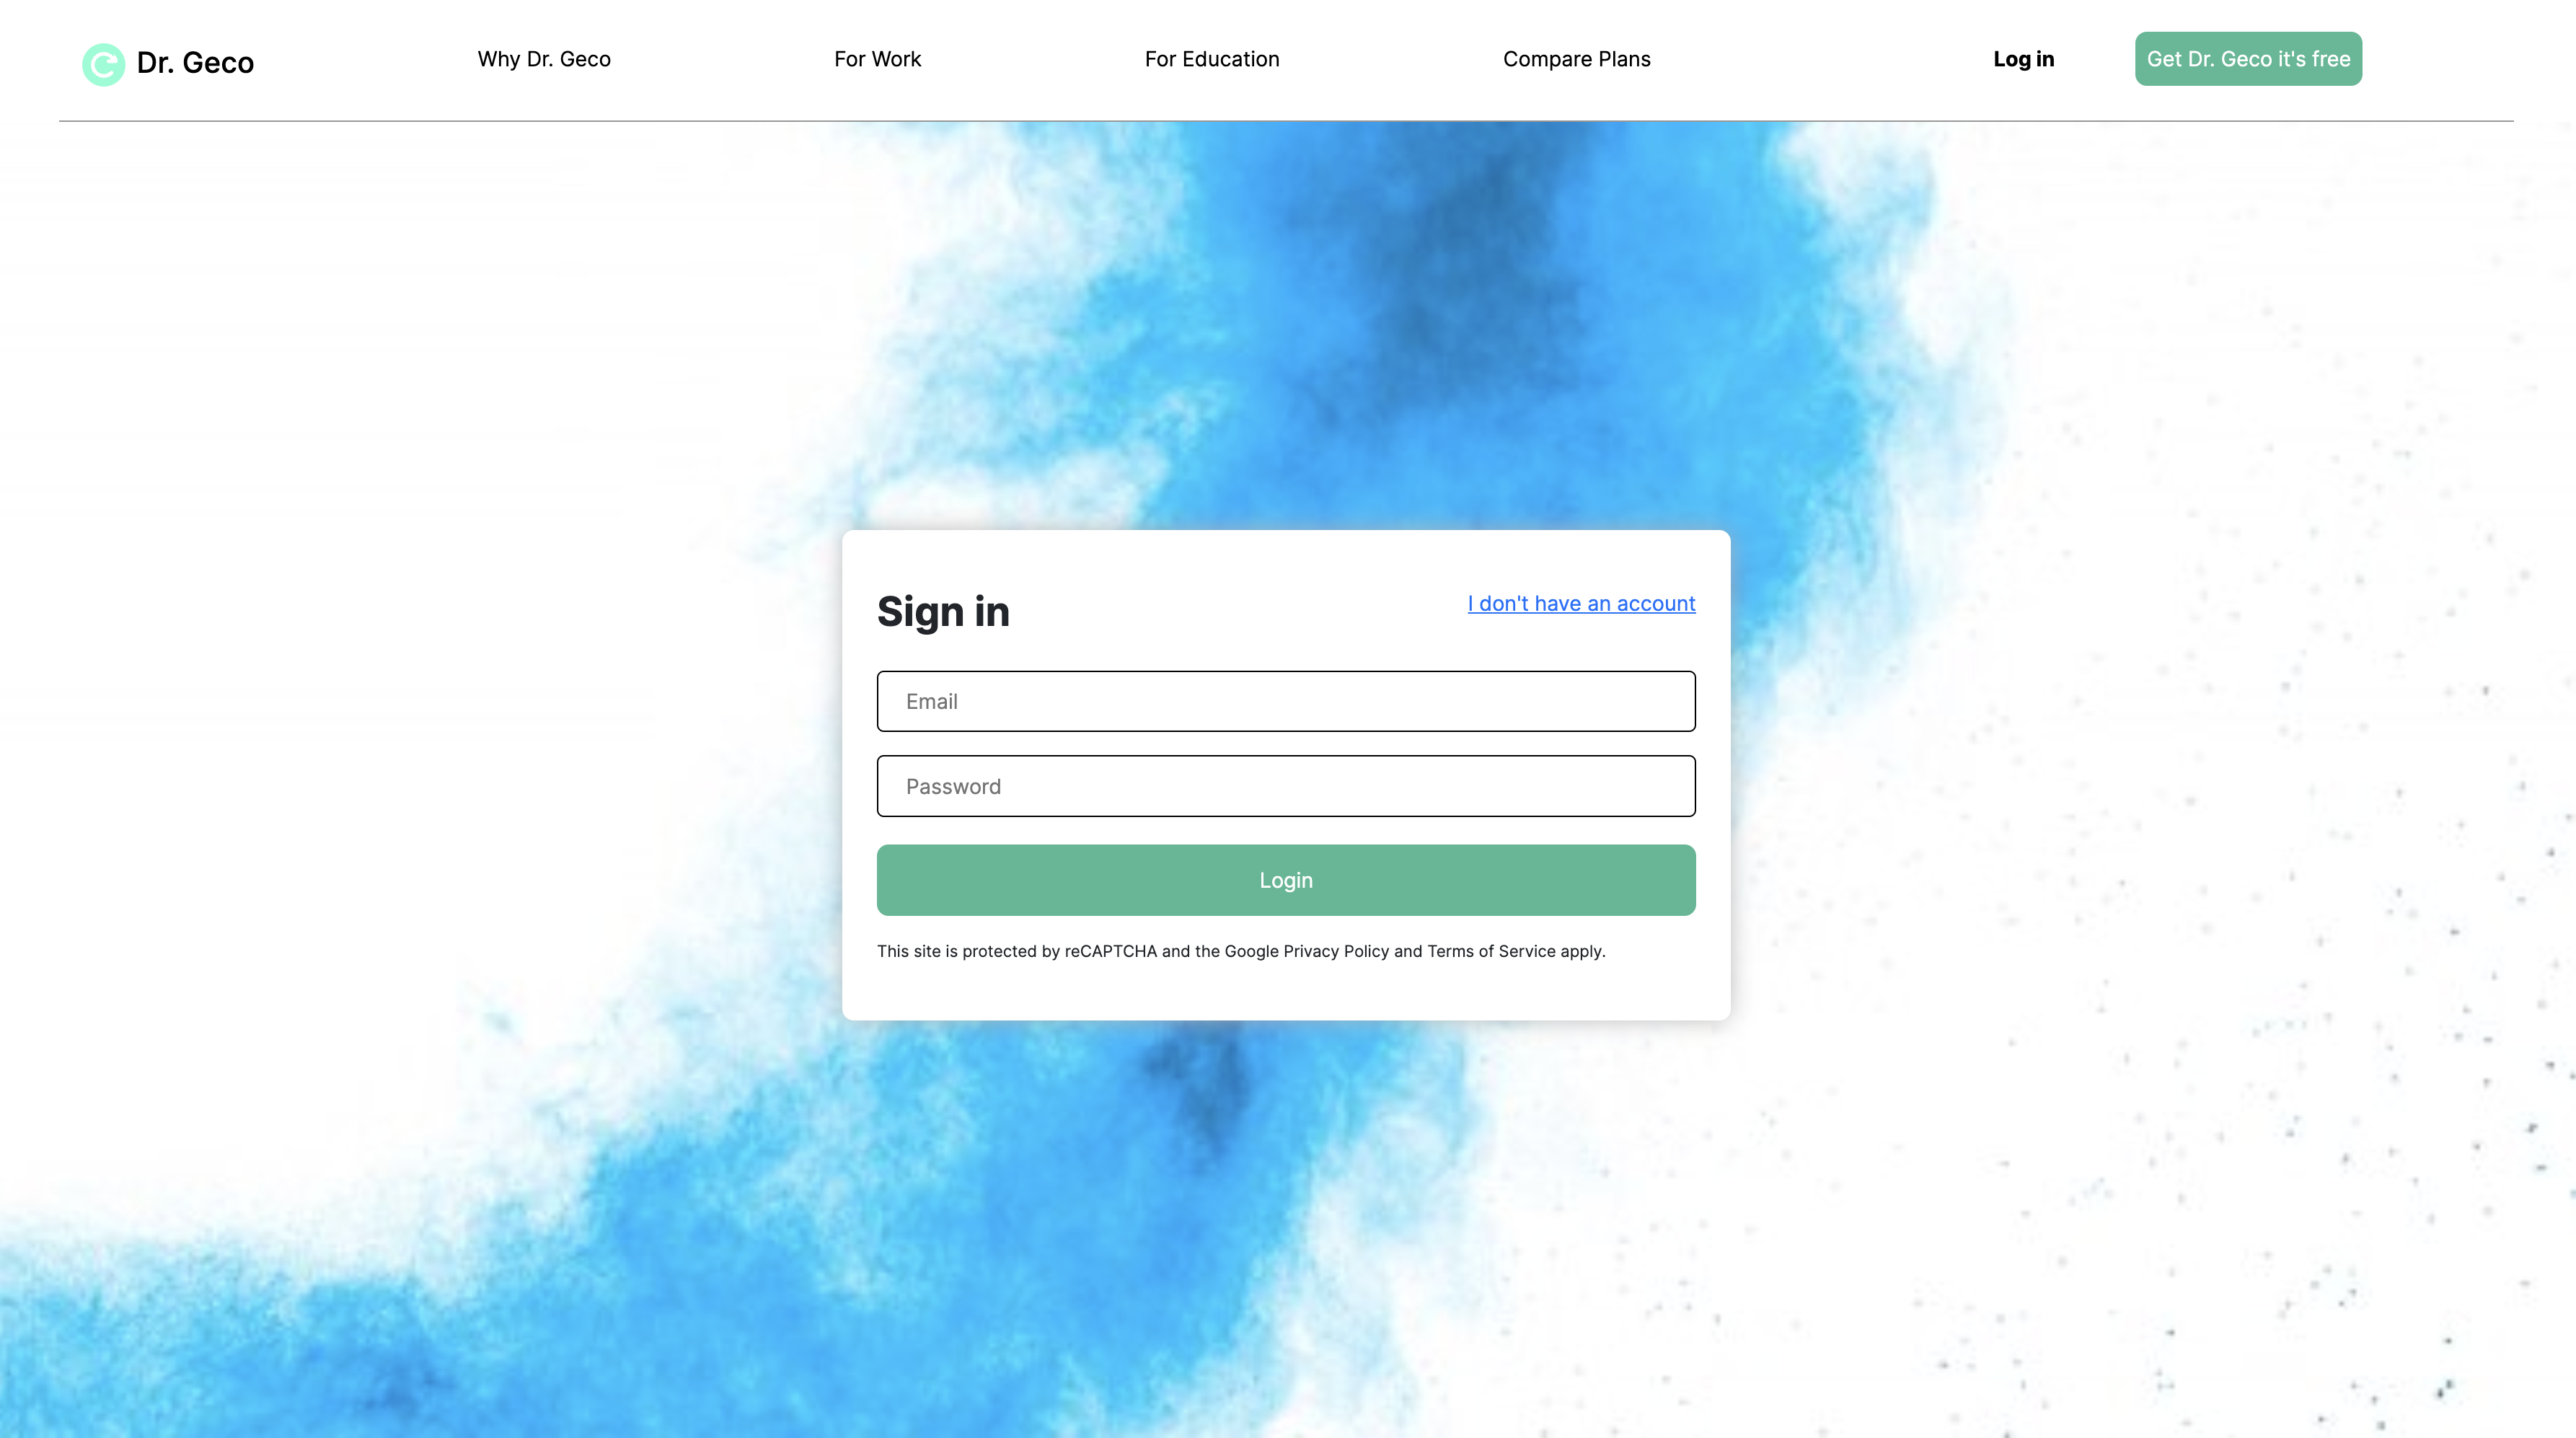 Dr. Geco
Why Dr. Geco
For Work
For Education
Compare Plans
Log in
Get Dr. Geco it's free
Sign in
I don't have an account
Email
Password
Login
This site is protected by reCAPTCHA and the Google Privacy Policy and Terms of Service apply.